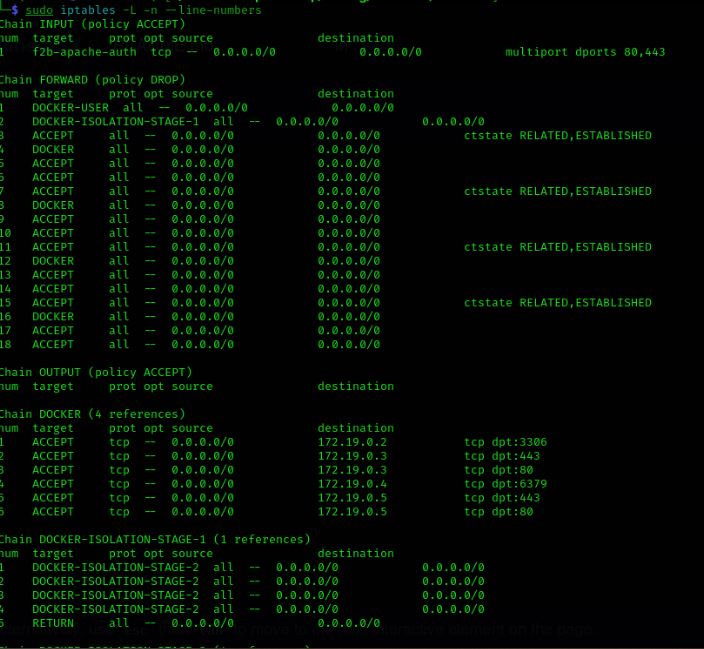 $ sudo iptables -L -n --line-numbers
Chain INPUT (policy ACCEPT)
num target prot opt source destination
1 f2b-apache-auth tcp -- 0.0.0.0/0 0.0.0.0/0 multiport dports 80,443
Chain FORWARD (policy DROP)
num target prot opt source destination
1 DOCKER-USER all -- 0.0.0.0/0 0.0.0.0/0
2 DOCKER-ISOLATION-STAGE-1 all -- 0.0.0.0/0 0.0.0.0/0
3 ACCEPT all -- 0.0.0.0/0 0.0.0.0/0 ctstate RELATED,ESTABLISHED
4 DOCKER all -- 0.0.0.0/0 0.0.0.0/0
5 ACCEPT all -- 0.0.0.0/0 0.0.0.0/0
6 ACCEPT all -- 0.0.0.0/0 0.0.0.0/0
7 ACCEPT all -- 0.0.0.0/0 0.0.0.0/0 ctstate RELATED,ESTABLISHED
8 DOCKER all -- 0.0.0.0/0 0.0.0.0/0
9 ACCEPT all -- 0.0.0.0/0 0.0.0.0/0
10 ACCEPT all -- 0.0.0.0/0 0.0.0.0/0
11 ACCEPT all -- 0.0.0.0/0 0.0.0.0/0 ctstate RELATED,ESTABLISHED
12 DOCKER all -- 0.0.0.0/0 0.0.0.0/0
13 ACCEPT all -- 0.0.0.0/0 0.0.0.0/0
14 ACCEPT all -- 0.0.0.0/0 0.0.0.0/0
15 ACCEPT all -- 0.0.0.0/0 0.0.0.0/0 ctstate RELATED,ESTABLISHED
16 DOCKER all -- 0.0.0.0/0 0.0.0.0/0
17 ACCEPT all -- 0.0.0.0/0 0.0.0.0/0
18 ACCEPT all -- 0.0.0.0/0 0.0.0.0/0
Chain OUTPUT (policy ACCEPT)
num target prot opt source destination
Chain DOCKER (4 references)
num target prot opt source destination
1 ACCEPT tcp -- 0.0.0.0/0 172.19.0.2 tcp dpt:3306
2 ACCEPT tcp -- 0.0.0.0/0 172.19.0.3 tcp dpt:443
3 ACCEPT tcp -- 0.0.0.0/0 172.19.0.3 tcp dpt:80
4 ACCEPT tcp -- 0.0.0.0/0 172.19.0.4 tcp dpt:6379
5 ACCEPT tcp -- 0.0.0.0/0 172.19.0.5 tcp dpt:443
6 ACCEPT tcp -- 0.0.0.0/0 172.19.0.5 tcp dpt:80
Chain DOCKER-ISOLATION-STAGE-1 (1 references)
num target prot opt source destination
1 DOCKER-ISOLATION-STAGE-2 all -- 0.0.0.0/0 0.0.0.0/0
2 DOCKER-ISOLATION-STAGE-2 all -- 0.0.0.0/0 0.0.0.0/0
3 DOCKER-ISOLATION-STAGE-2 all -- 0.0.0.0/0 0.0.0.0/0
4 DOCKER-ISOLATION-STAGE-2 all -- 0.0.0.0/0 0.0.0.0/0
5 RETURN all -- 0.0.0.0/0 0.0.0.0/0